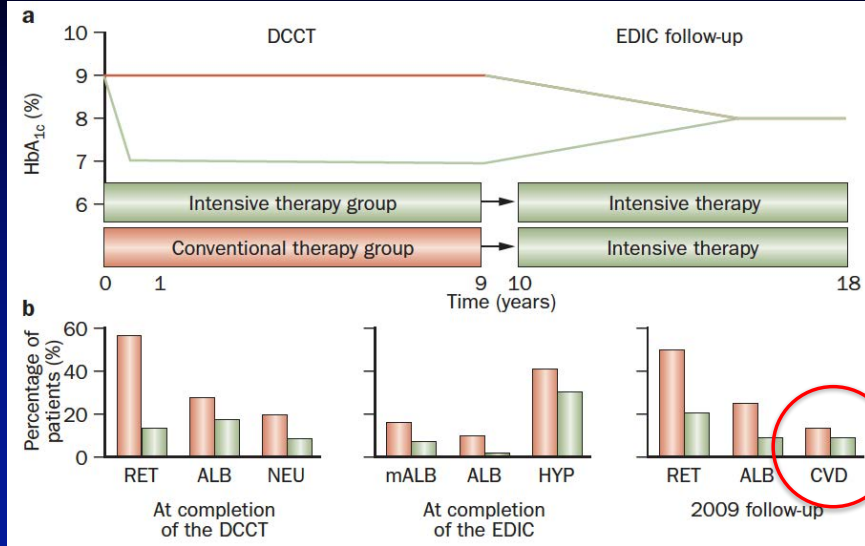 a
DCCT EDIC follow-up
HbA1c (%)
10
9
8
7
6
Intensive therapy group Intensive therapy
Conventional therapy group Intensive therapy
0 1 9 10 18
Time (years)
b
Percentage of
patients (%)
60
40
20
0
RET ALB NEU mALB ALB HYP RET ALB CVD
At completion
of the DCCT
At completion
of the EDIC
2009 follow-up